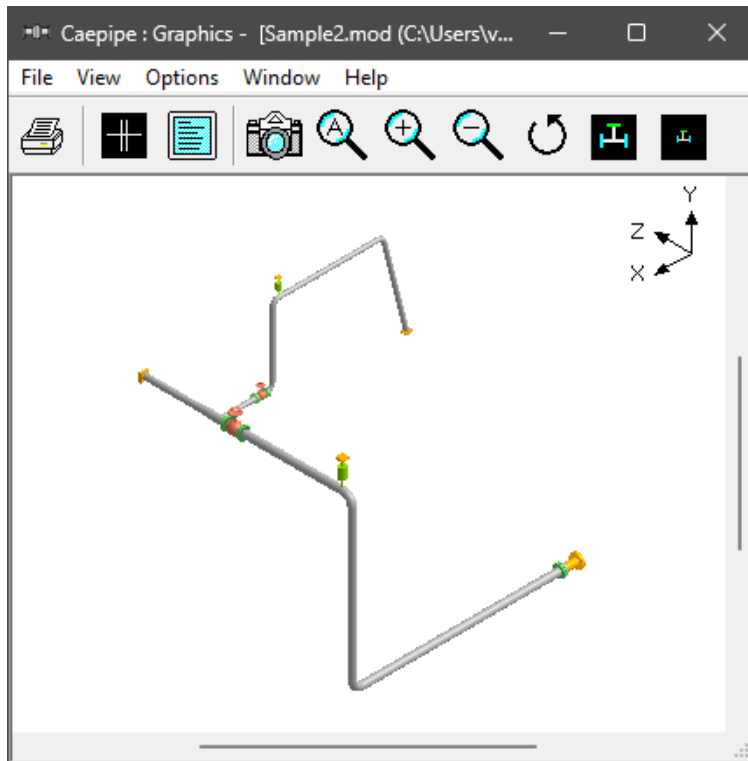 Caepipe : Graphics - [Sample2.mod (C:\Users\v...
File View Options Window Help
A
Y
Z
X